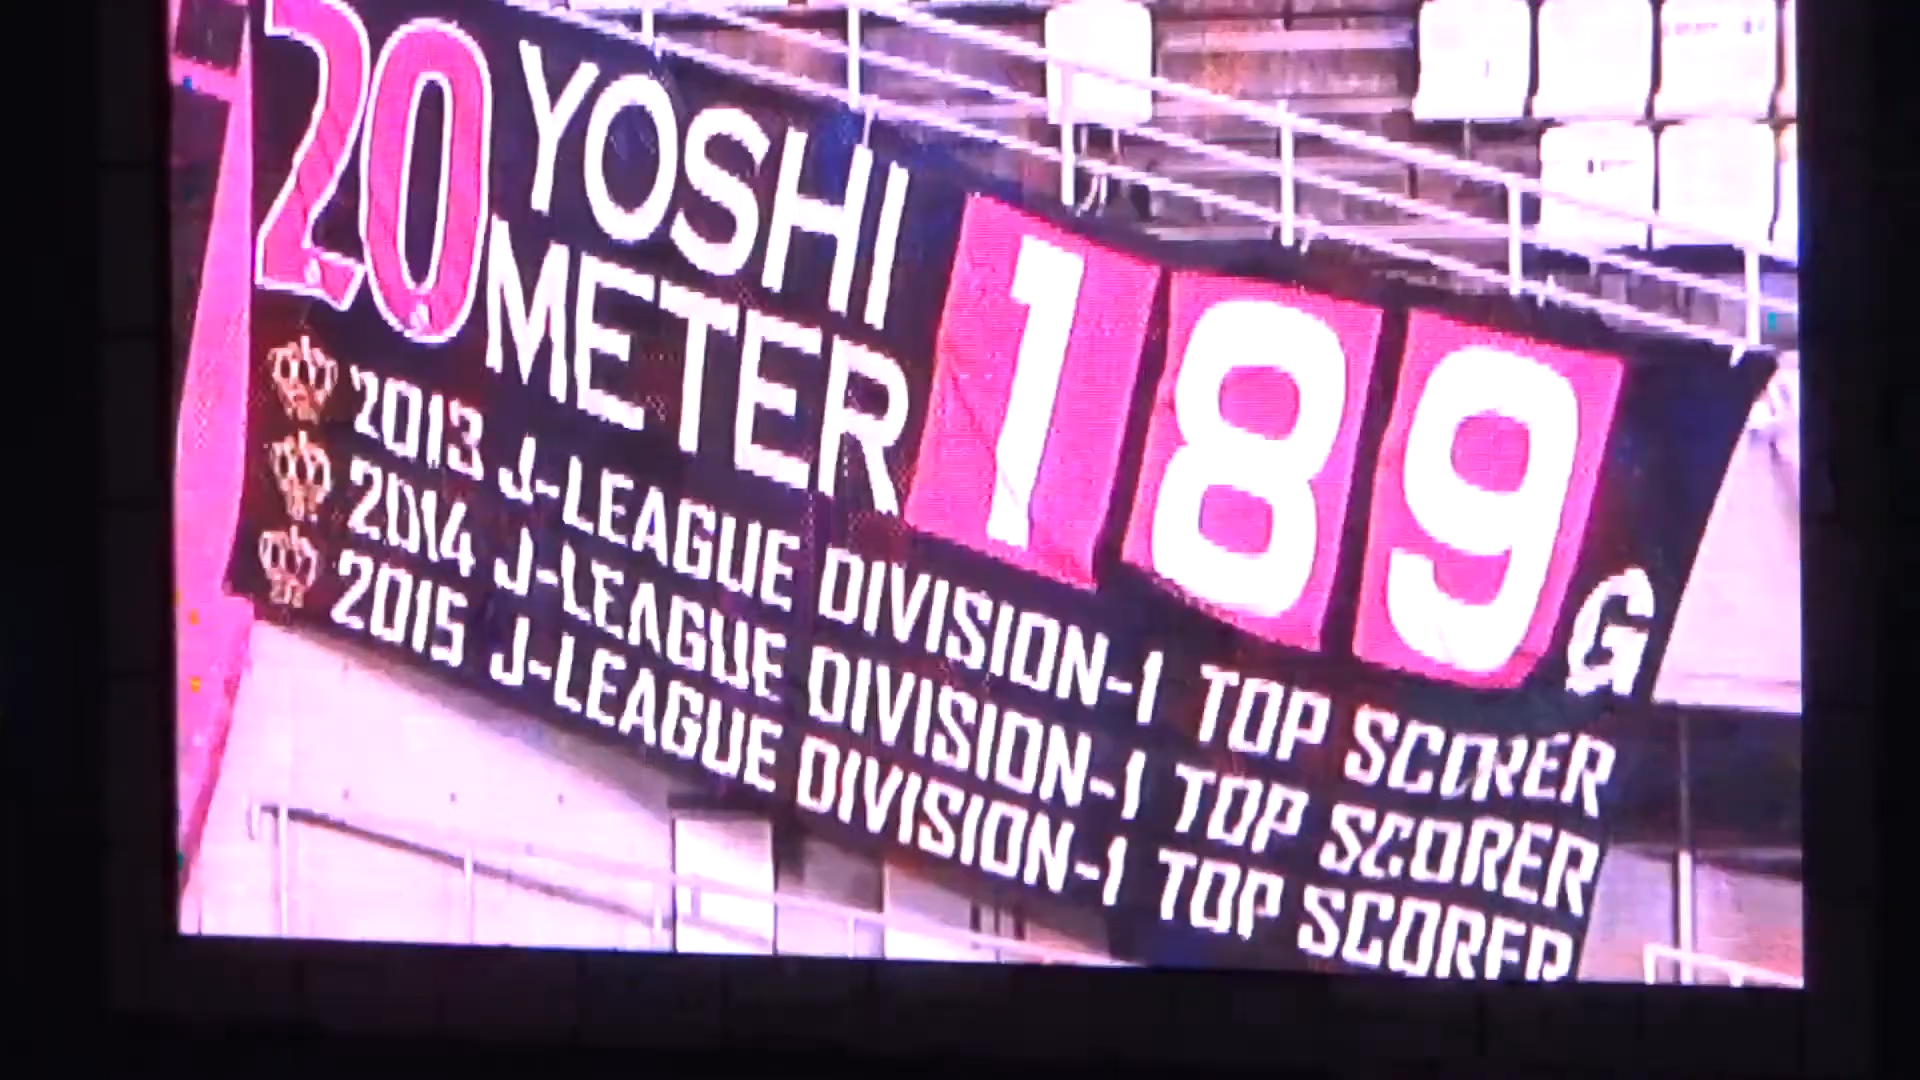 20 YOSHI
METER 189 G
2013 J-LEAGUE DIVISION-1 TOP SCORER
2014 J-LEAGUE DIVISION-1 TOP SCORER
2015 J-LEAGUE DIVISION-1 TOP SCORER